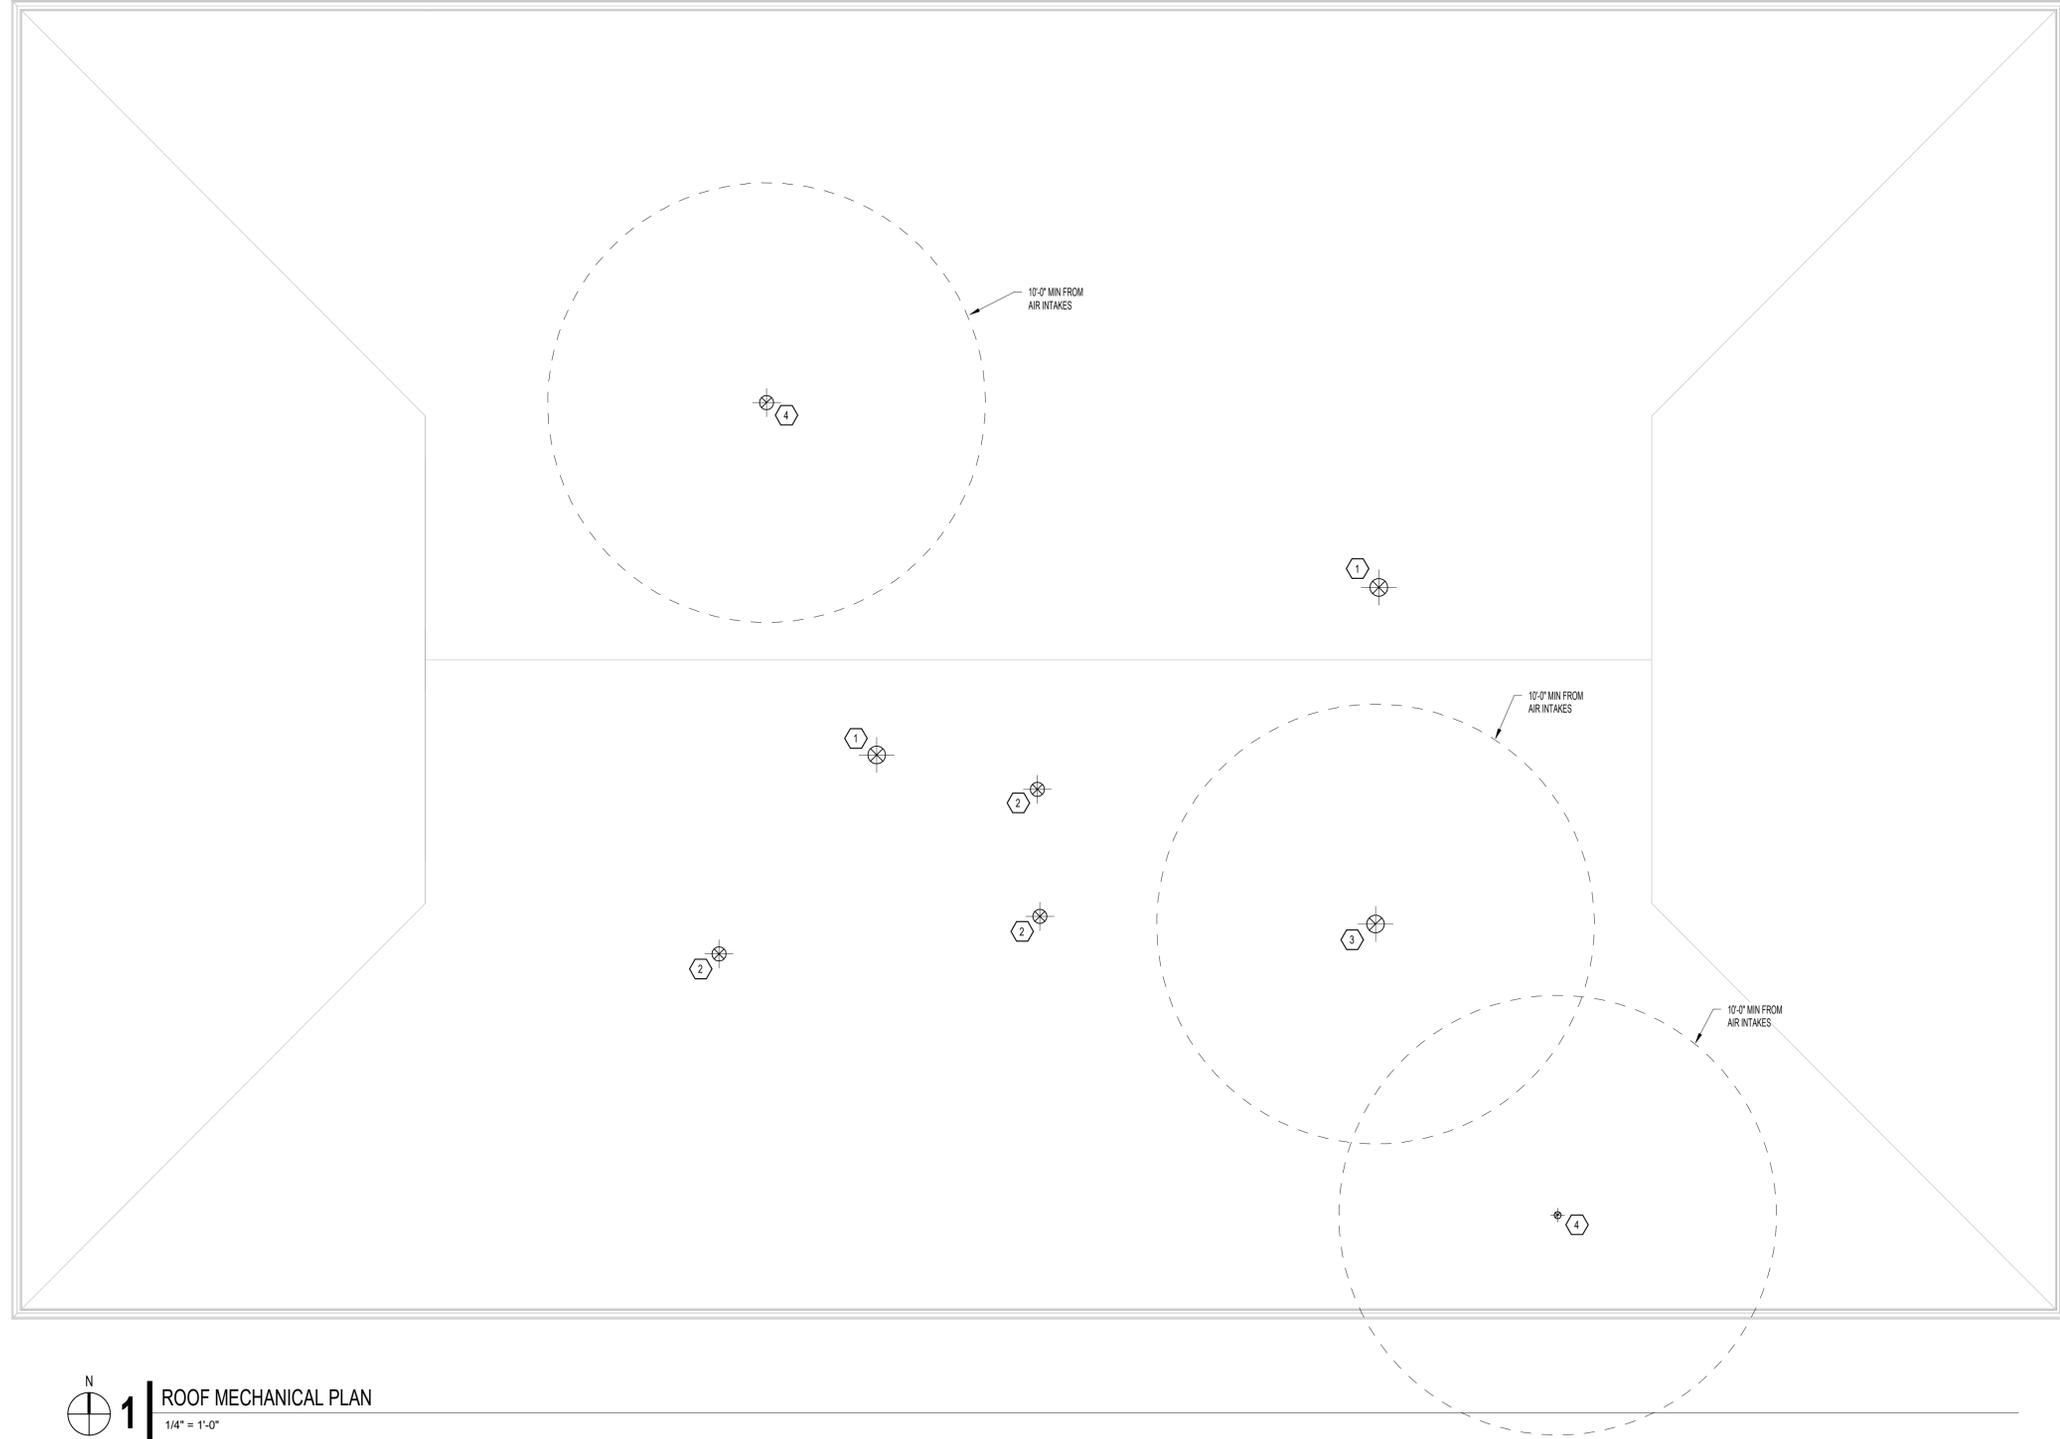 10'-0" MIN FROM
AIR INTAKES
4
1
10'-0" MIN FROM
AIR INTAKES
1
2
2
3
2
10'-0" MIN FROM
AIR INTAKES
4
N
1
ROOF MECHANICAL PLAN
1/4" = 1'-0"